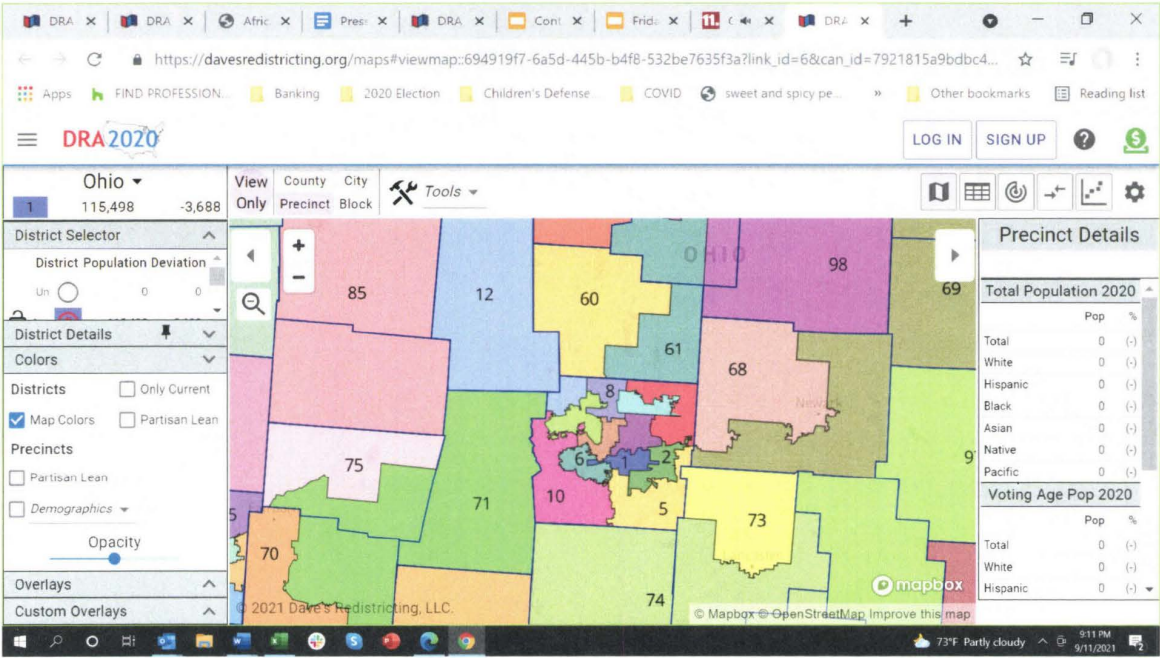 DRA
DRA
Afric
Pres
DRA
Cont
Frida
11.
DRA
https://davesredistricting.org/maps#viewmap::694919f7-6a5d-445b-b4f8-532be7635f3a?link_id=6&can_id=7921815a9bdbc4...
Apps
FIND PROFESSION...
Banking
2020 Election
Children's Defense...
COVID
sweet and spicy pe...
»
Other bookmarks
Reading list
DRA2020
LOG IN
SIGN UP
Ohio
1 115,498 -3,688
View Only
County City
Precinct Block
Tools
District Selector
District Population Deviation
Un 0 0
District Details
Colors
Districts
Only Current
Map Colors
Partisan Lean
Precincts
Partisan Lean
Demographics
Opacity
Overlays
Custom Overlays
OHIO
85
12
60
98
69
61
68
Newark
8
75
71
6
1
2
9
10
5
73
5
70
74
© 2021 Dave's Redistricting, LLC.
mapbox
© Mapbox © OpenStreetMap Improve this map
Precinct Details
Total Population 2020
Pop %
Total 0 (-)
White 0 (-)
Hispanic 0 (-)
Black 0 (-)
Asian 0 (-)
Native 0 (-)
Pacific 0 (-)
Voting Age Pop 2020
Pop %
Total 0 (-)
White 0 (-)
Hispanic 0 (-)
73°F Partly cloudy
9:11 PM
9/11/2021